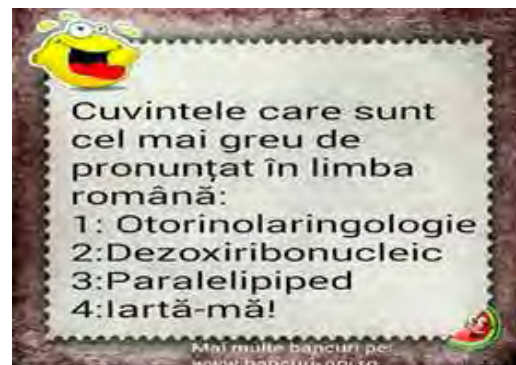 Cuvintele care sunt
cel mai greu de
pronunțat în limba
română:
1: Otorinolaringologie
2:Dezoxiribonucleic
3:Paralelipiped
4:Iartă-mă!
Mai multe bancuri pe: